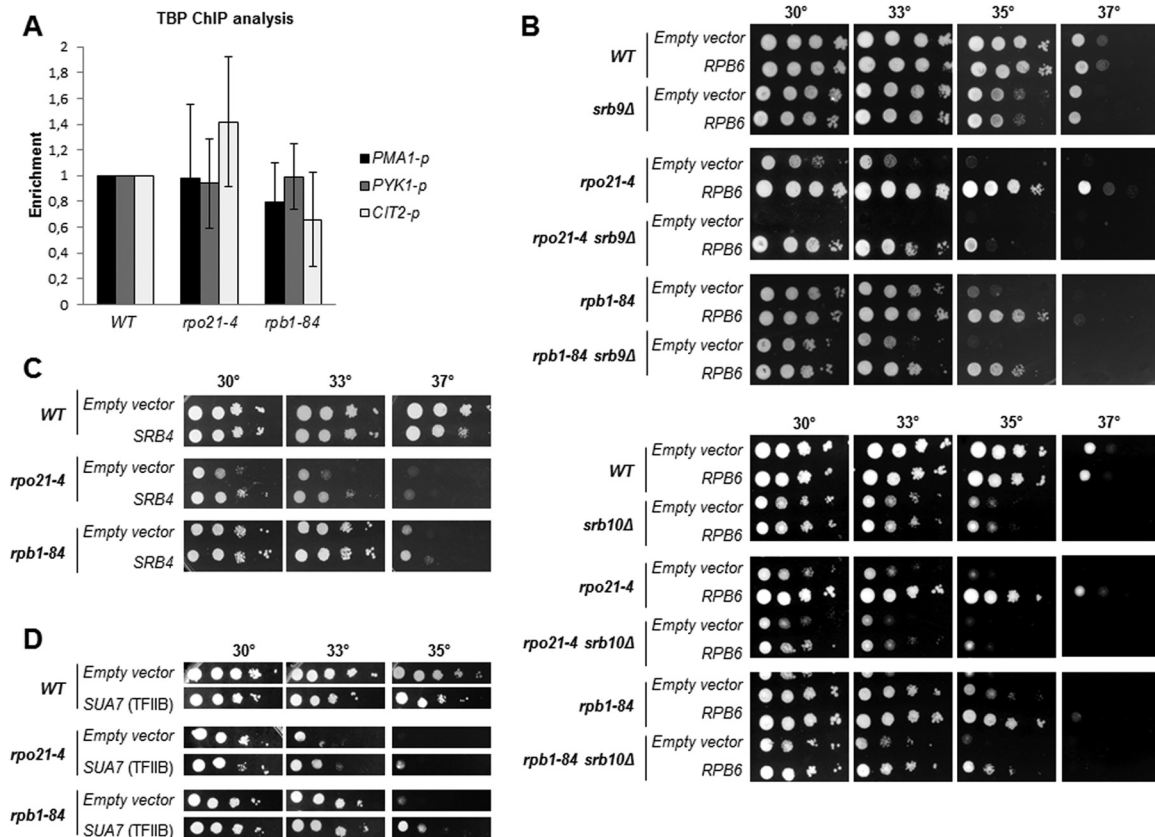 A
TBP ChIP analysis
2
1,8
1,6
1,4
1,2
1
0,8
0,6
0,4
0,2
0
Enrichment
WT rpo21-4 rpb1-84
PMA1-p
PYK1-p
CIT2-p
B
30° 33° 35° 37°
WT
Empty vector
RPB6
srb9Δ
Empty vector
RPB6
rpo21-4
Empty vector
RPB6
rpo21-4 srb9Δ
Empty vector
RPB6
rpb1-84
Empty vector
RPB6
rpb1-84 srb9Δ
Empty vector
RPB6
30° 33° 35° 37°
WT
Empty vector
RPB6
srb10Δ
Empty vector
RPB6
rpo21-4
Empty vector
RPB6
rpo21-4 srb10Δ
Empty vector
RPB6
rpb1-84
Empty vector
RPB6
rpb1-84 srb10Δ
Empty vector
RPB6
C
30° 33° 37°
WT
Empty vector
SRB4
rpo21-4
Empty vector
SRB4
rpb1-84
Empty vector
SRB4
D
30° 33° 35°
WT
Empty vector
SUA7 (TFIIB)
rpo21-4
Empty vector
SUA7 (TFIIB)
rpb1-84
Empty vector
SUA7 (TFIIB)